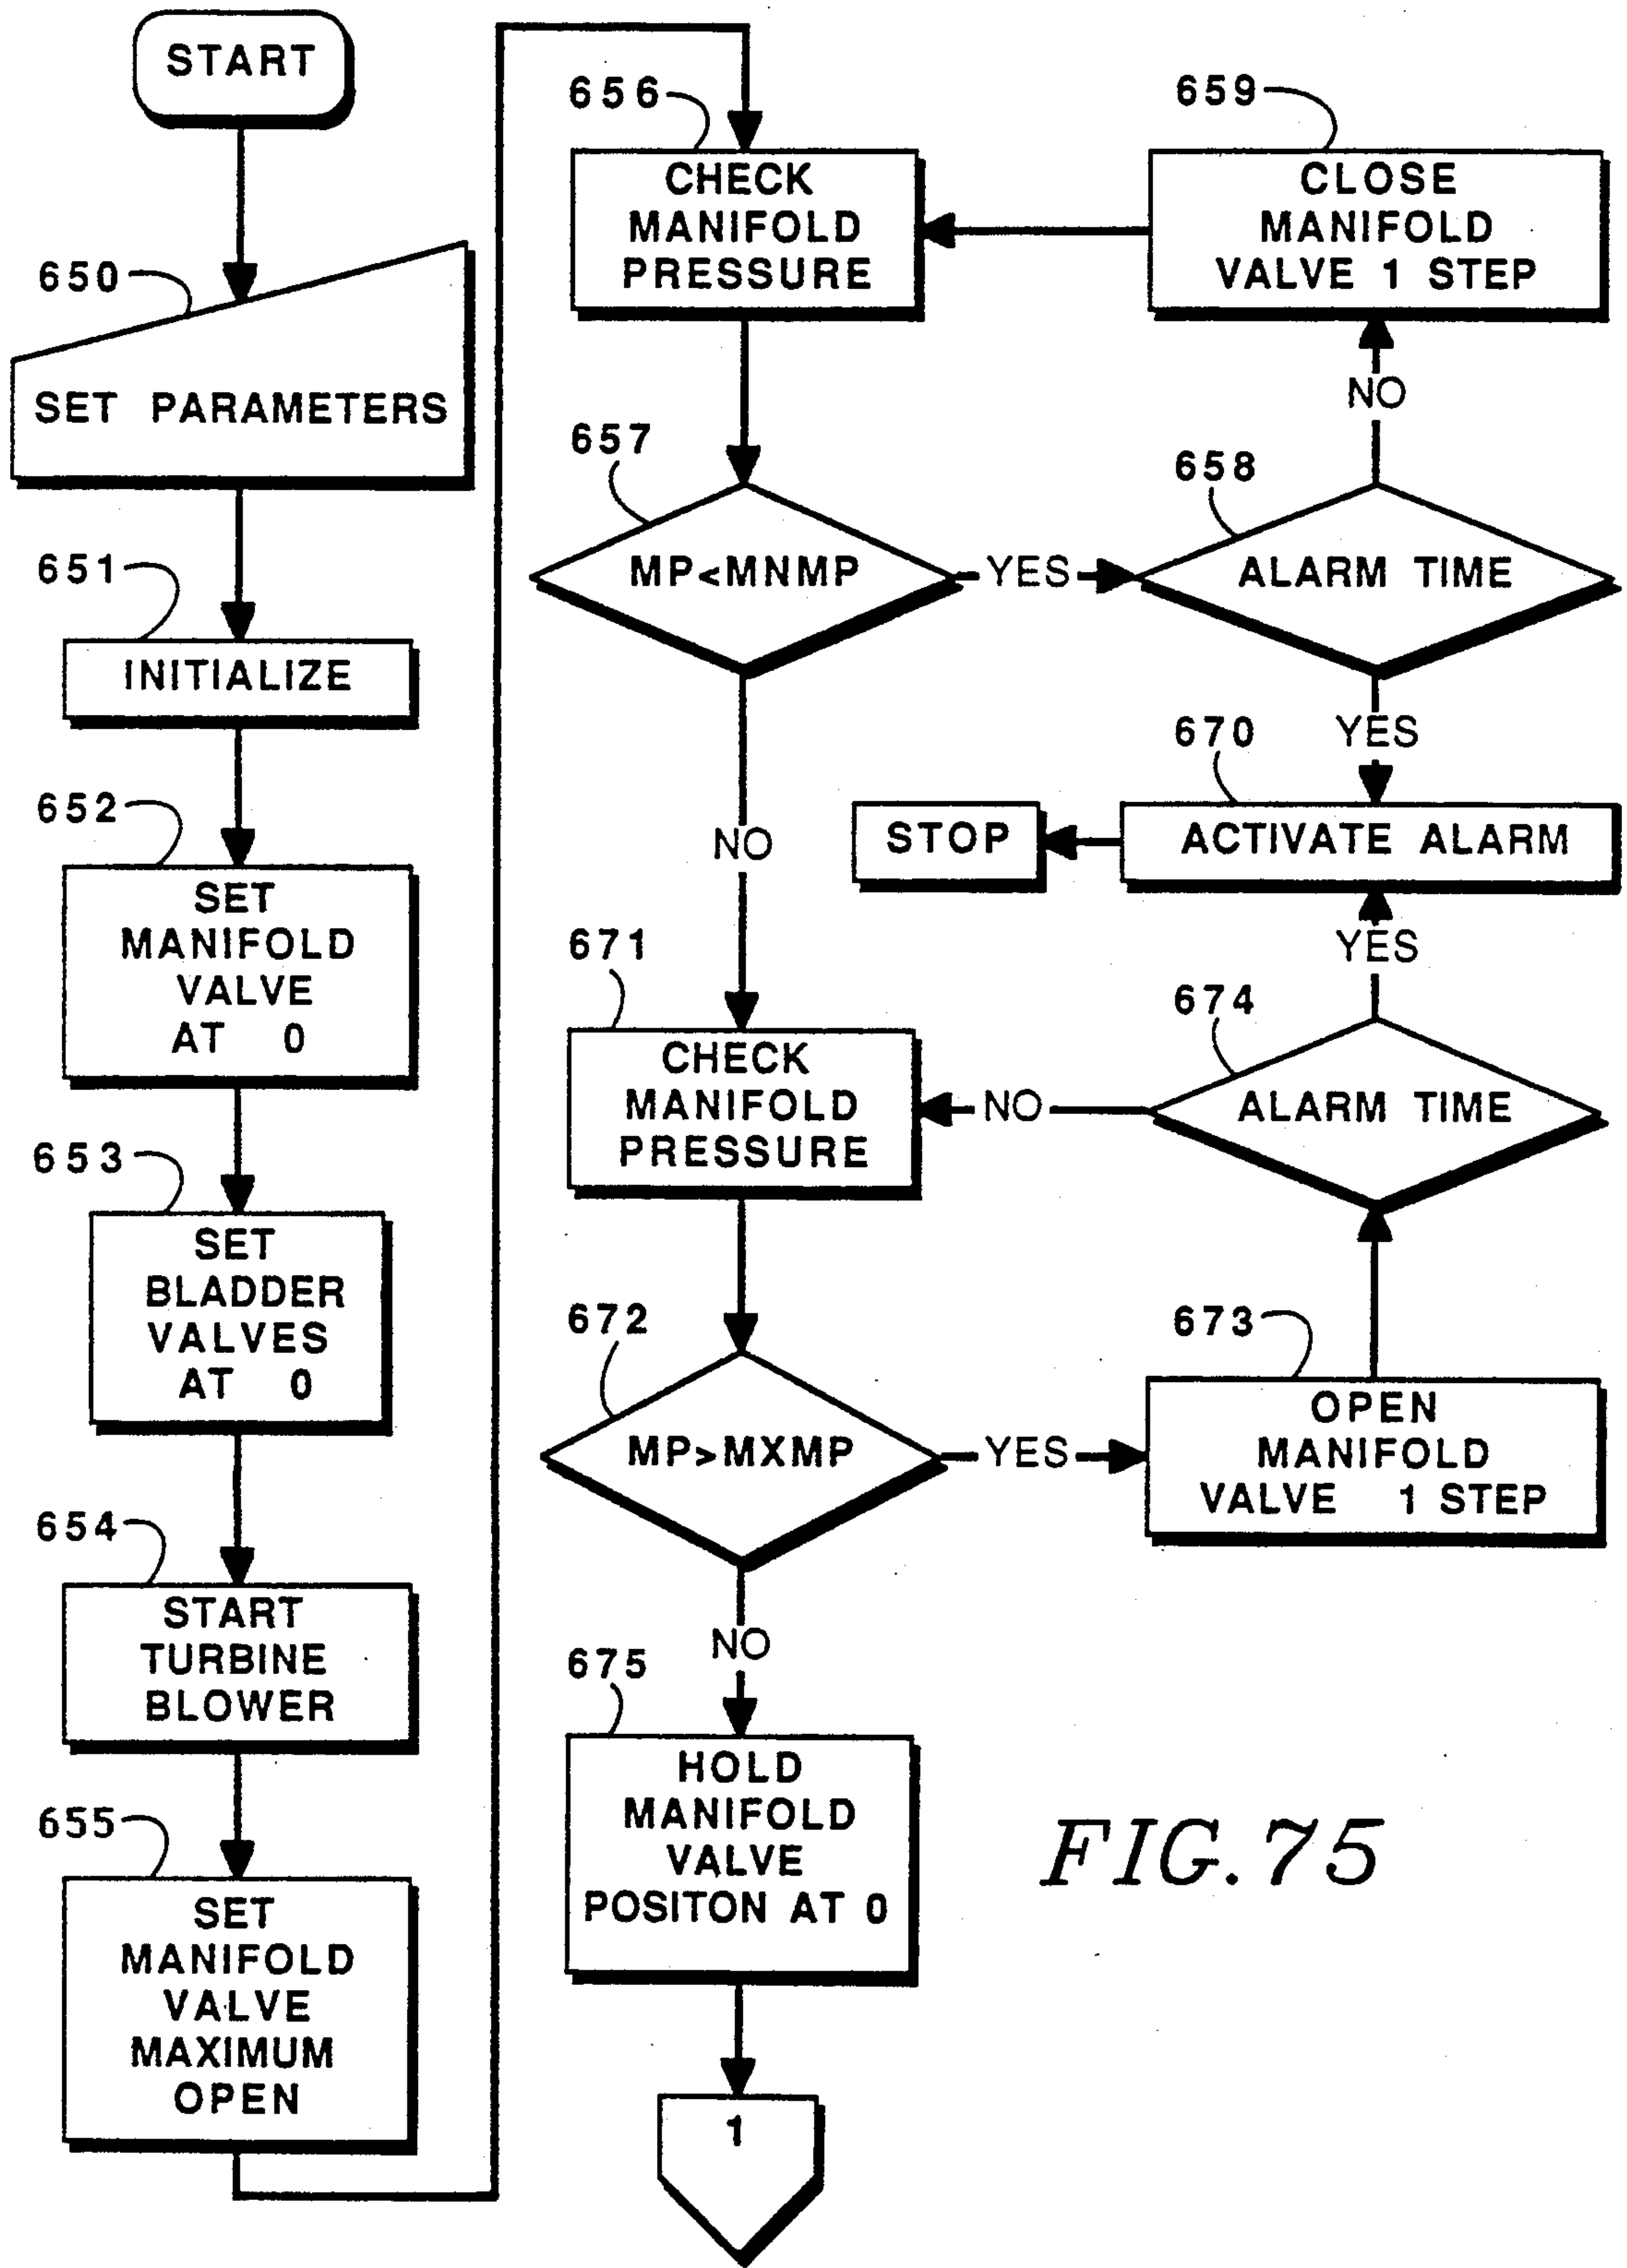 START
650
SET PARAMETERS
651
INITIALIZE
652
SET
MANIFOLD
VALVE
AT 0
653
SET
BLADDER
VALVES
AT 0
654
START
TURBINE
BLOWER
655
SET
MANIFOLD
VALVE
MAXIMUM
OPEN
656
CHECK
MANIFOLD
PRESSURE
657
MP<MNMP
YES
NO
658
ALARM TIME
NO
YES
659
CLOSE
MANIFOLD
VALVE 1 STEP
670
ACTIVATE ALARM
STOP
671
CHECK
MANIFOLD
PRESSURE
672
MP>MXMP
YES
NO
673
OPEN
MANIFOLD
VALVE 1 STEP
674
ALARM TIME
YES
NO
675
HOLD
MANIFOLD
VALVE
POSITON AT 0
1
FIG.75